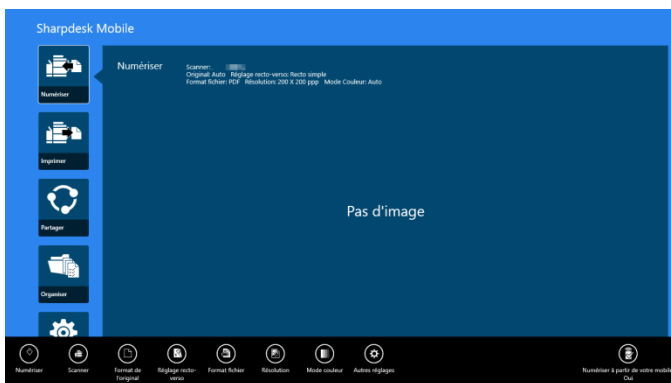 Sharpdesk Mobile
Numériser
Numériser
Scanner:
Original: Auto Réglage recto-verso: Recto simple
Format fichier: PDF Résolution: 200 X 200 ppp Mode Couleur: Auto
Imprimer
Pas d'image
Partager
Organiser
Numériser
Scanner
Format de
l'original
Réglage recto-
verso
Format fichier
Résolution
Mode couleur
Autres réglages
Numériser à partir de votre mobile
Oui